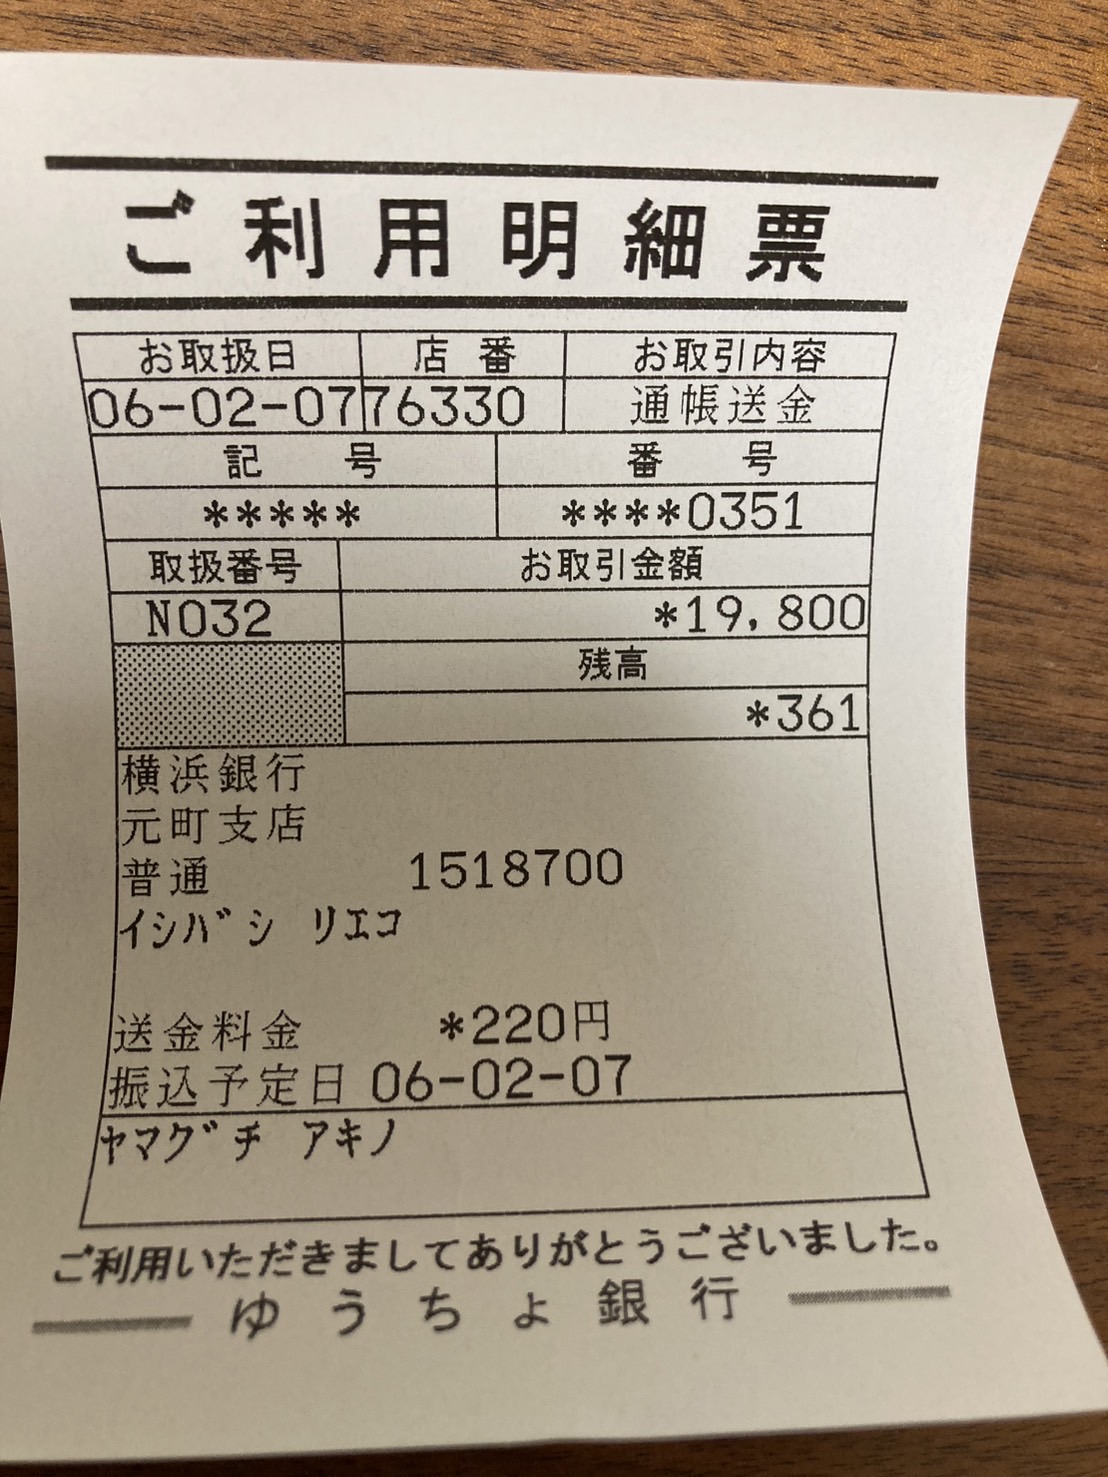 ご利用明細票
お取扱日 店番 お取引内容
06-02-07 76330 通帳送金
記号 番号
***** ****0351
取扱番号 お取引金額
N032 *19,800
残高
*361
横浜銀行
元町支店
普通 1518700
イシバシ リエコ
送金料金 *220円
振込予定日 06-02-07
ヤマグチ アキノ
ご利用いただきましてありがとうございました。
ゆうちょ銀行